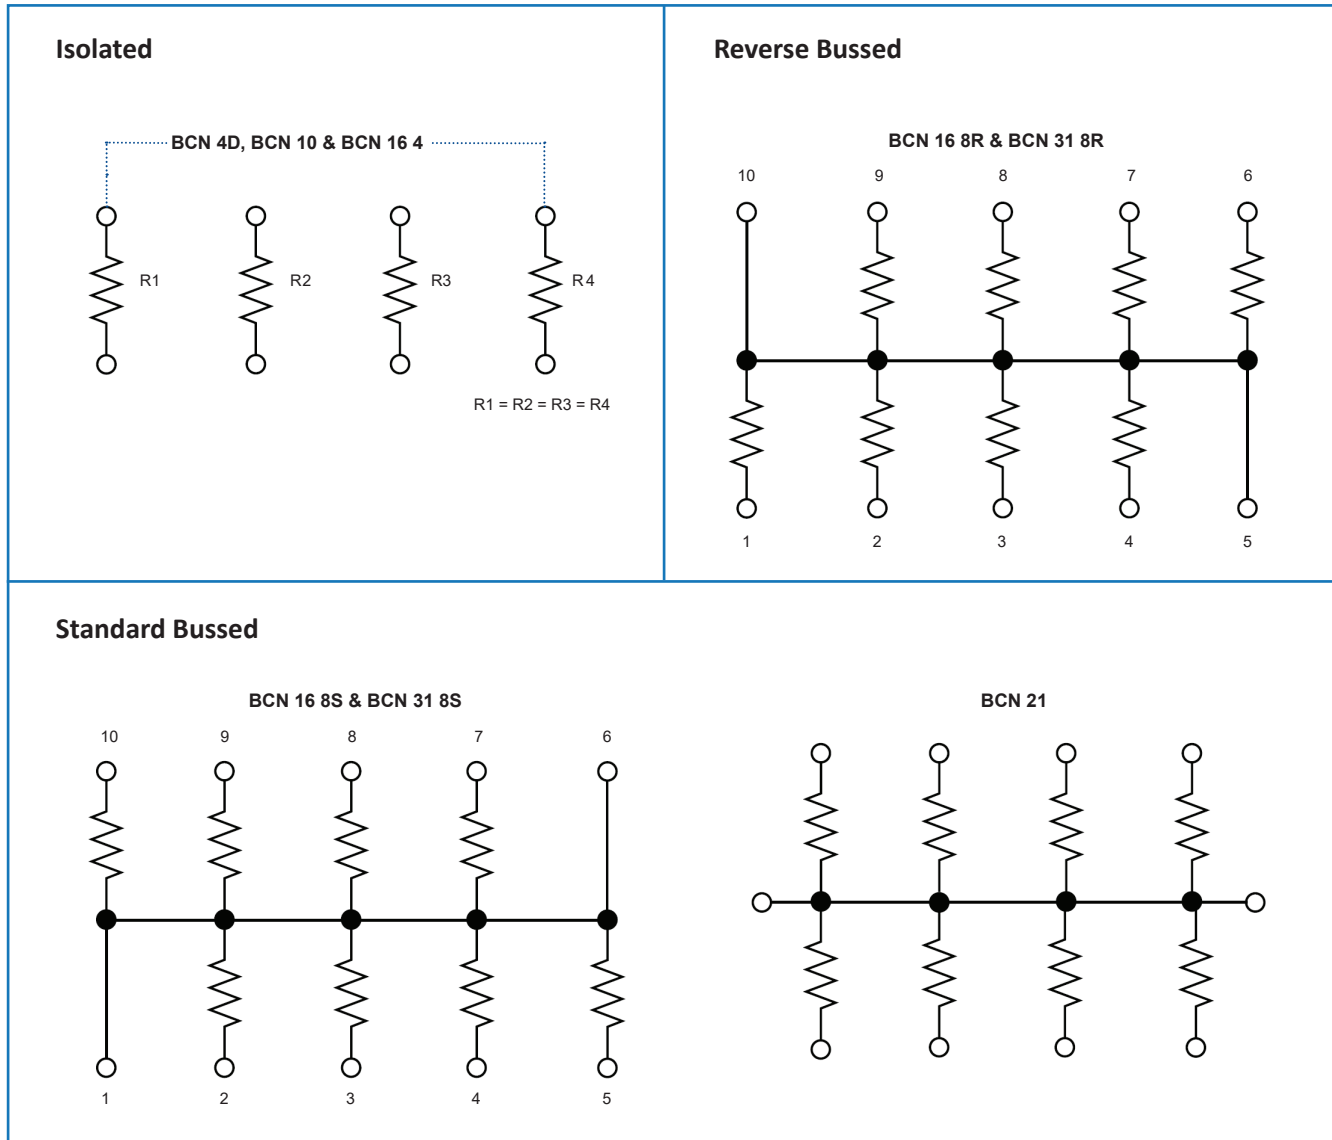 Isolated
BCN 4D, BCN 10 & BCN 16 4
R1 R2 R3 R4
R1 = R2 = R3 = R4
Reverse Bussed
BCN 16 8R & BCN 31 8R
10 9 8 7 6
1 2 3 4 5
Standard Bussed
BCN 16 8S & BCN 31 8S
10 9 8 7 6
1 2 3 4 5
BCN 21